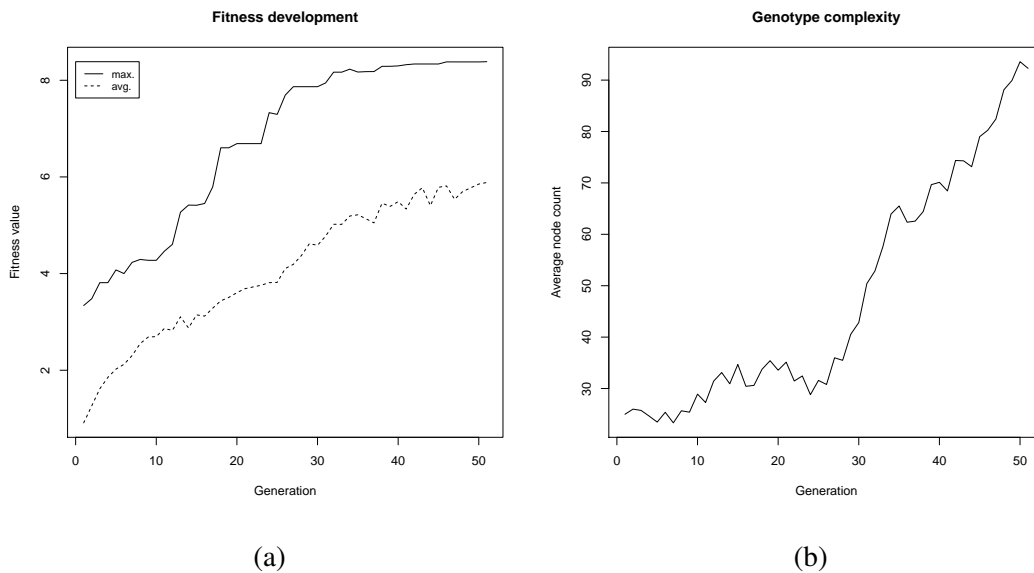 Fitness development
max.
avg.
Fitness value
8
6
4
2
0
10
20
30
40
50
Generation
(a)
Genotype complexity
Average node count
90
80
70
60
50
40
30
0
10
20
30
40
50
Generation
(b)